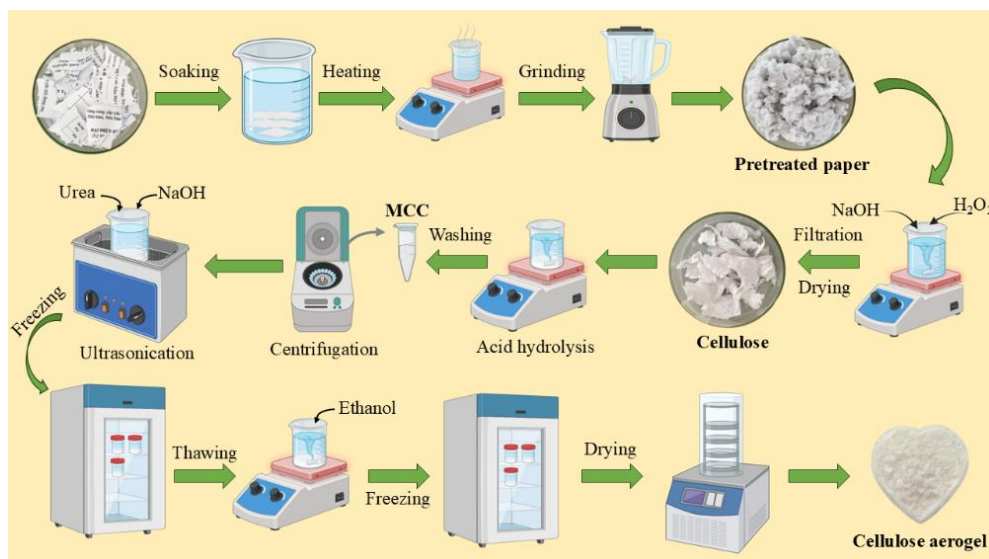 Soaking
Heating
Grinding
Pretreated paper
Urea
NaOH
MCC
Washing
NaOH
H₂O₂
Filtration
Drying
Freezing
Ultrasonication
Centrifugation
Acid hydrolysis
Cellulose
Thawing
Ethanol
Freezing
Drying
Cellulose aerogel